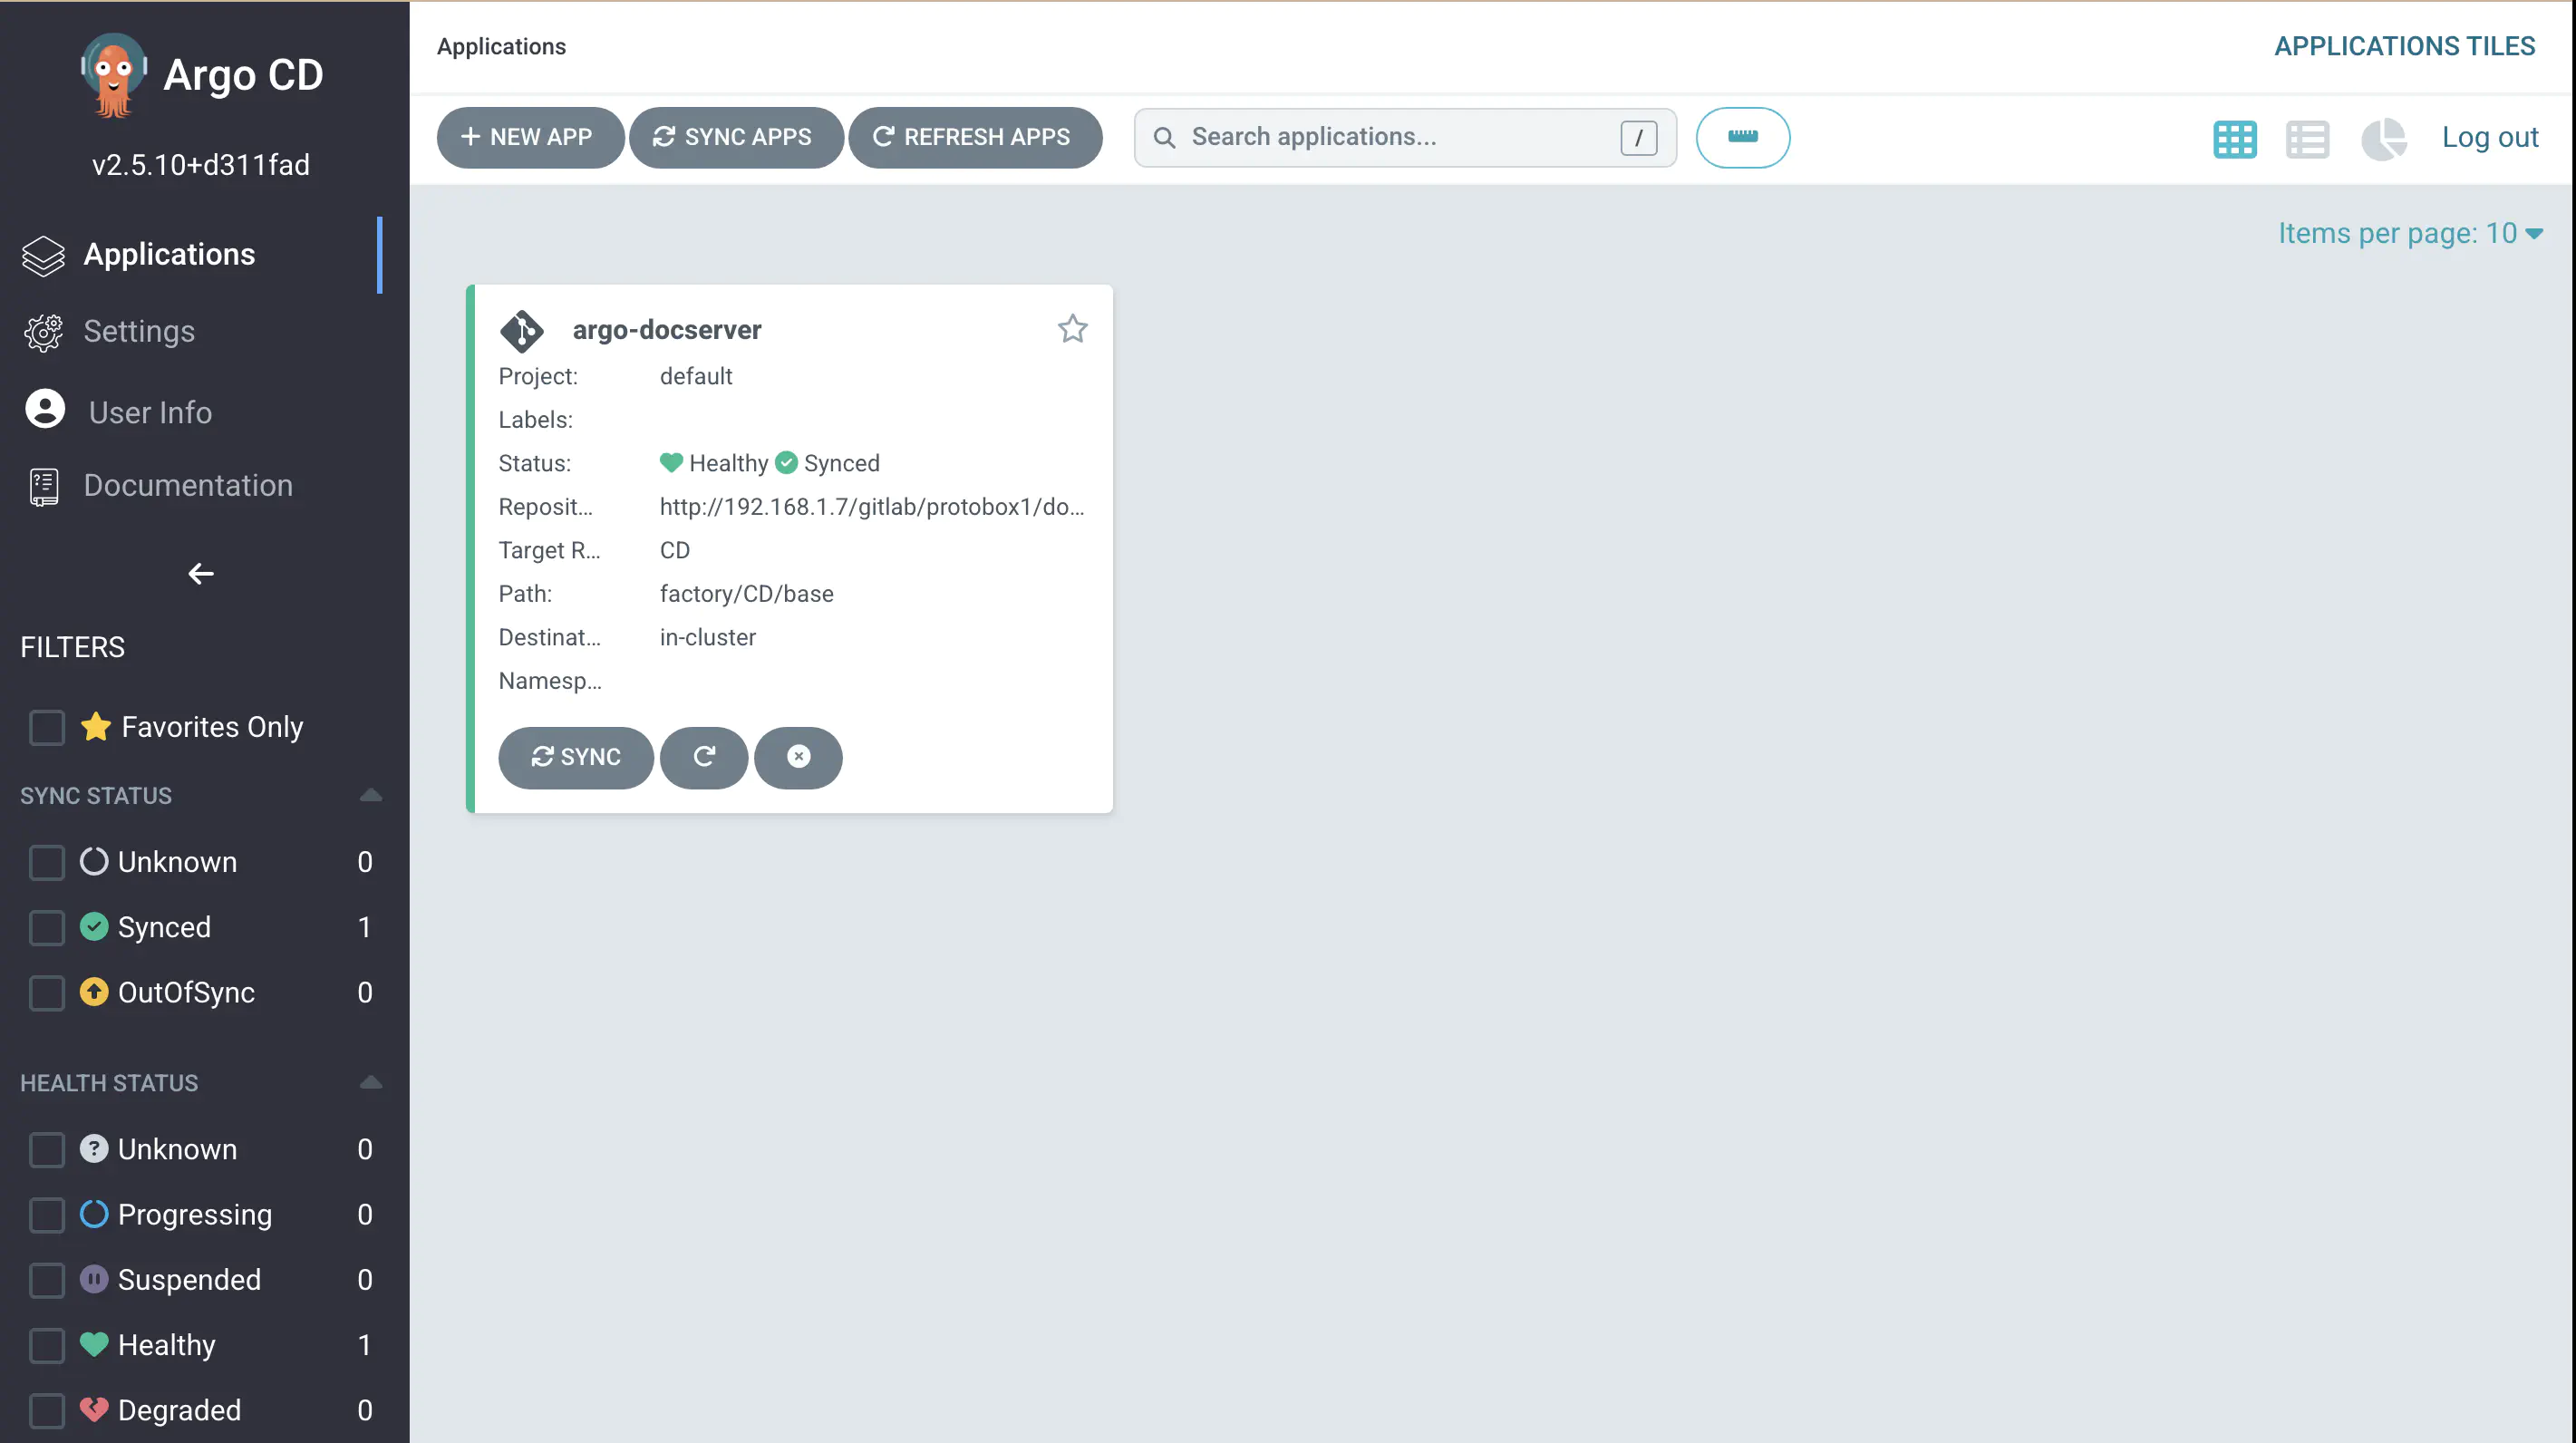 Argo CD
v2.5.10+d311fad
Applications
Settings
User Info
Documentation
FILTERS
Favorites Only
SYNC STATUS
Unknown 0
Synced 1
OutOfSync 0
HEALTH STATUS
Unknown 0
Progressing 0
Suspended 0
Healthy 1
Degraded 0
Applications APPLICATIONS TILES
+ NEW APP SYNC APPS REFRESH APPS Search applications... / Log out
Items per page: 10
argo-docserver
Project: default
Labels:
Status: Healthy Synced
Reposit... http://192.168.1.7/gitlab/protobox1/do...
Target R... CD
Path: factory/CD/base
Destinat... in-cluster
Namesp...
SYNC